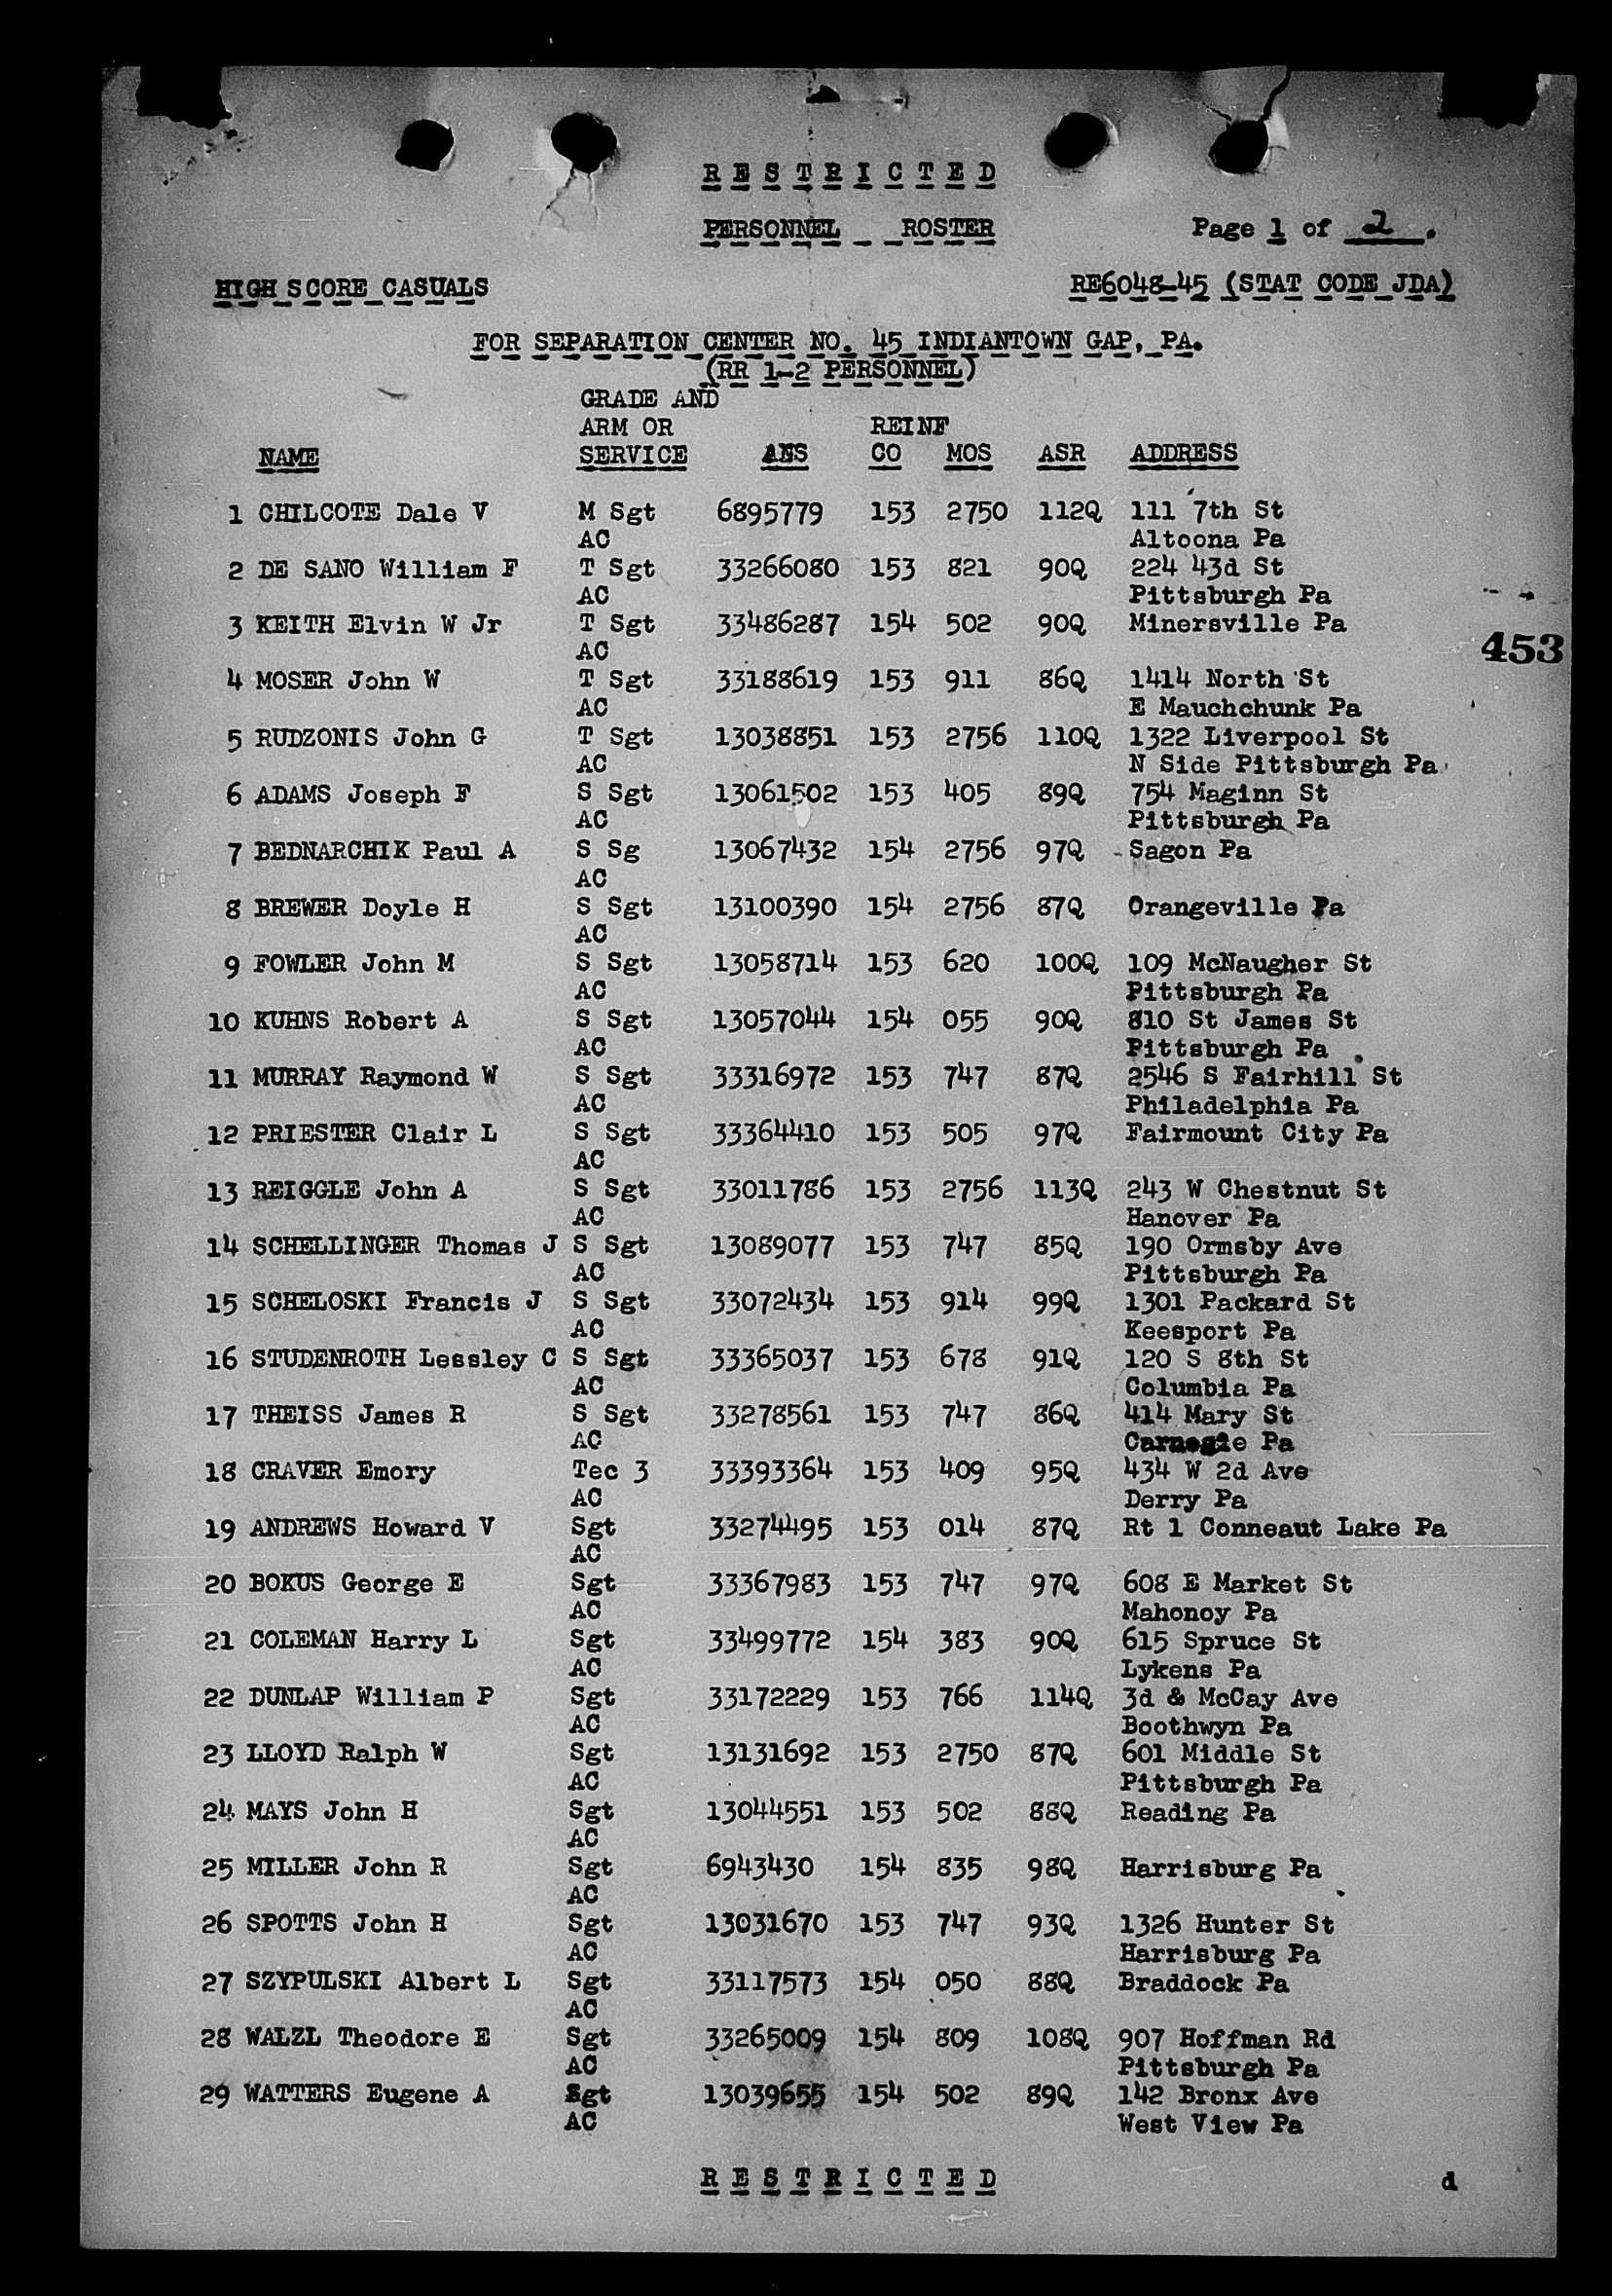 R E S T R I C T E D
PERSONNEL ROSTER Page 1 of 2.
HIGH SCORE CASUALS RE6048-45 (STAT CODE JDA)
FOR SEPARATION CENTER NO. 45 INDIANTOWN GAP, PA.
(RR 1-2 PERSONNEL)
GRADE AND
ARM OR REINF
NAME SERVICE ANS CO MOS ASR ADDRESS
1 CHILCOTE Dale V M Sgt 6895779 153 2750 112Q 111 7th St
AC Altoona Pa
2 DE SANO William F T Sgt 33266080 153 821 90Q 224 43d St
AC Pittsburgh Pa
3 KEITH Elvin W Jr T Sgt 33486287 154 502 90Q Minersville Pa
AC
453
4 MOSER John W T Sgt 33188619 153 911 86Q 1414 North St
AC E Mauchchunk Pa
5 RUDZONIS John G T Sgt 13038851 153 2756 110Q 1322 Liverpool St
AC N Side Pittsburgh Pa
6 ADAMS Joseph F S Sgt 13061502 153 405 89Q 754 Maginn St
AC Pittsburgh Pa
7 BEDNARCHIK Paul A S Sg 13067432 154 2756 97Q Sagon Pa
AC
8 BREWER Doyle H S Sgt 13100390 154 2756 87Q Orangeville Pa
AC
9 FOWLER John M S Sgt 13058714 153 620 100Q 109 McNaugher St
AC Pittsburgh Pa
10 KUHNS Robert A S Sgt 13057044 154 055 90Q 810 St James St
AC Pittsburgh Pa
11 MURRAY Raymond W S Sgt 33316972 153 747 87Q 2546 S Fairhill St
AC Philadelphia Pa
12 PRIESTER Clair L S Sgt 33364410 153 505 97Q Fairmount City Pa
AC
13 REIGGLE John A S Sgt 33011786 153 2756 113Q 243 W Chestnut St
AC Hanover Pa
14 SCHELLINGER Thomas J S Sgt 13089077 153 747 85Q 190 Ormsby Ave
AC Pittsburgh Pa
15 SCHELOSKI Francis J S Sgt 33072434 153 914 99Q 1301 Packard St
AC Keesport Pa
16 STUDENROTH Lessley C S Sgt 33365037 153 678 91Q 120 S 8th St
AC Columbia Pa
17 THEISS James R S Sgt 33278561 153 747 86Q 414 Mary St
AC Carnegie Pa
18 CRAVER Emory Tec 3 33393364 153 409 95Q 434 W 2d Ave
AC Derry Pa
19 ANDREWS Howard V Sgt 33274495 153 014 87Q Rt 1 Conneaut Lake Pa
AC
20 BOKUS George E Sgt 33367983 153 747 97Q 608 E Market St
AC Mahonoy Pa
21 COLEMAN Harry L Sgt 33499772 154 383 90Q 615 Spruce St
AC Lykens Pa
22 DUNLAP William P Sgt 33172229 153 766 114Q 3d & McCay Ave
AC Boothwyn Pa
23 LLOYD Ralph W Sgt 13131692 153 2750 87Q 601 Middle St
AC Pittsburgh Pa
24 MAYS John H Sgt 13044551 153 502 88Q Reading Pa
AC
25 MILLER John R Sgt 6943430 154 835 98Q Harrisburg Pa
AC
26 SPOTTS John H Sgt 13031670 153 747 93Q 1326 Hunter St
AC Harrisburg Pa
27 SZYPULSKI Albert L Sgt 33117573 154 050 88Q Braddock Pa
AC
28 WALZL Theodore E Sgt 33265009 154 809 108Q 907 Hoffman Rd
AC Pittsburgh Pa
29 WATTERS Eugene A Sgt 13039655 154 502 89Q 142 Bronx Ave
AC West View Pa
R E S T R I C T E D d